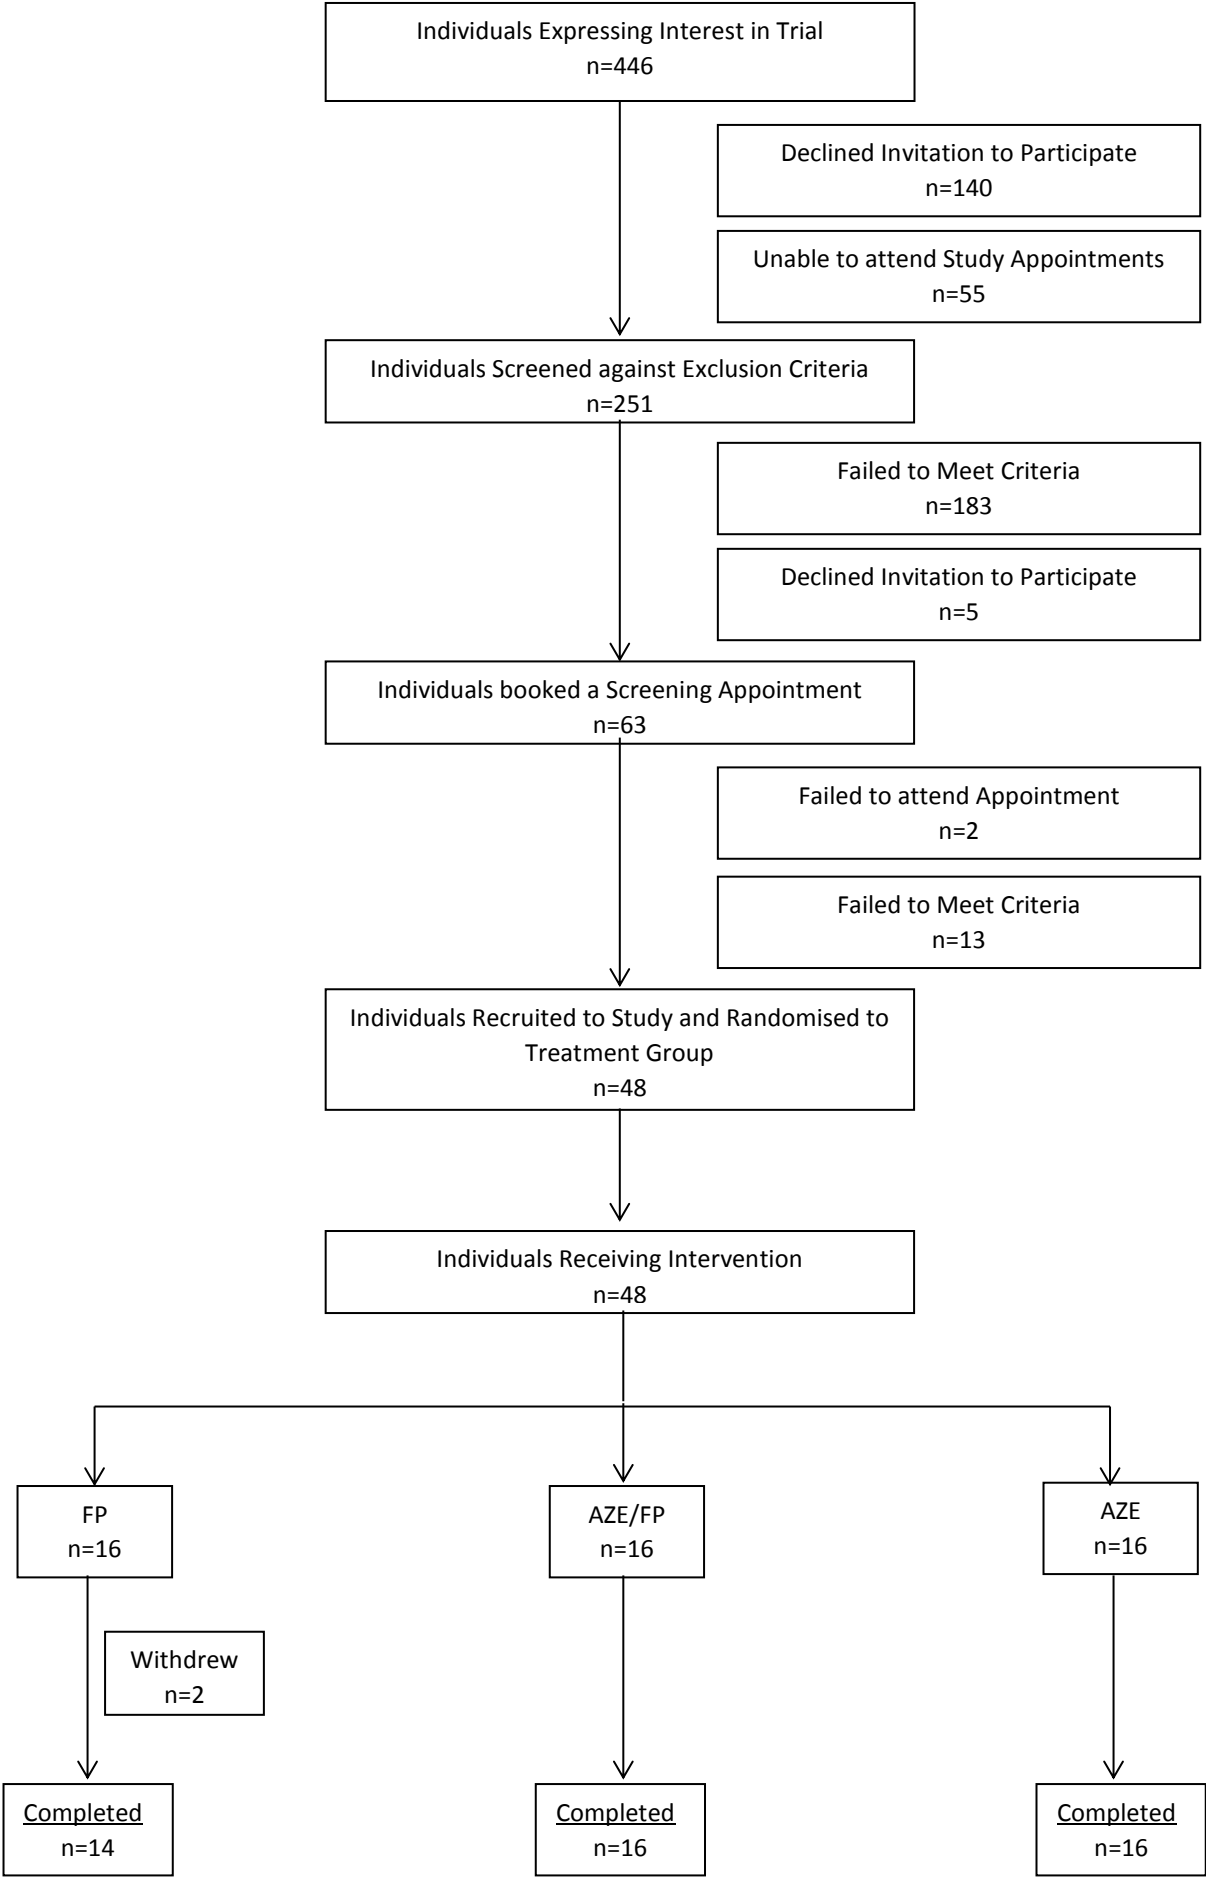 Individuals Expressing Interest in Trial
n=446
Declined Invitation to Participate
n=140
Unable to attend Study Appointments
n=55
Individuals Screened against Exclusion Criteria
n=251
Failed to Meet Criteria
n=183
Declined Invitation to Participate
n=5
Individuals booked a Screening Appointment
n=63
Failed to attend Appointment
n=2
Failed to Meet Criteria
n=13
Individuals Recruited to Study and Randomised to
Treatment Group
n=48
Individuals Receiving Intervention
n=48
FP
n=16
AZE/FP
n=16
AZE
n=16
Withdrew
n=2
Completed
n=14
Completed
n=16
Completed
n=16